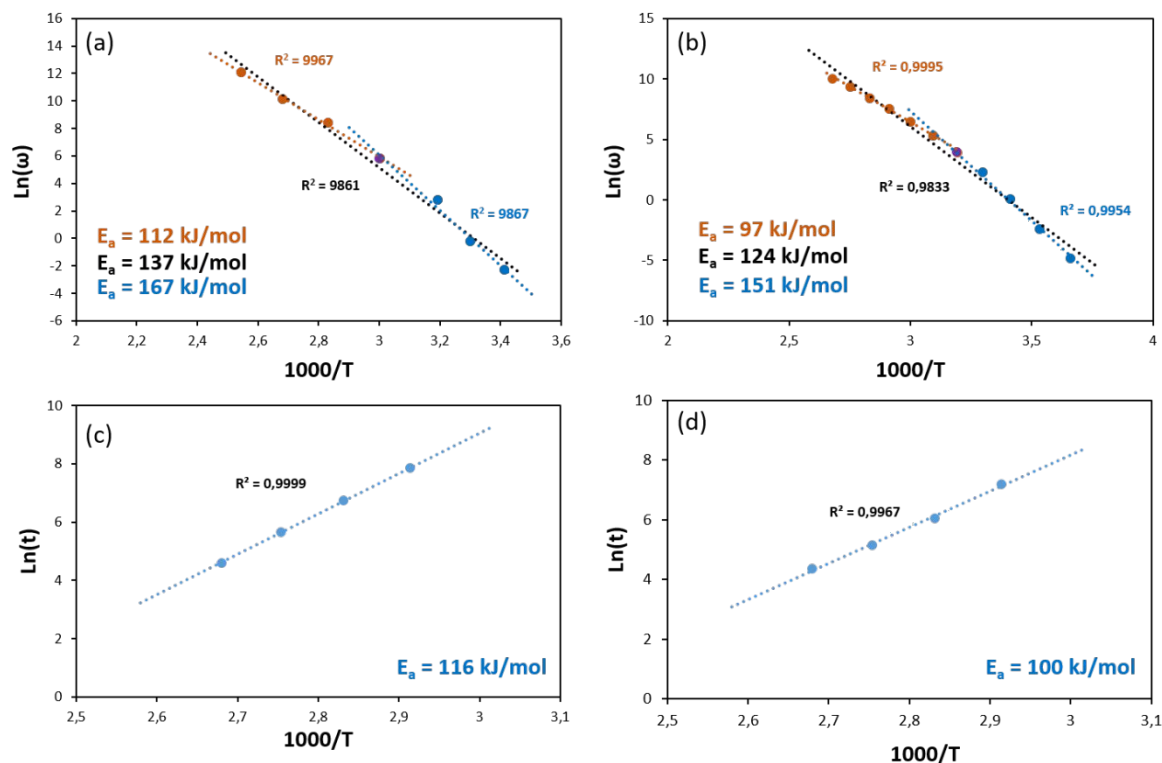 (a)
16
14
12
10
8
6
4
2
0
-2
-4
-6
Ln(ω)
R² = 9967
R² = 9861
R² = 9867
Eₐ = 112 kJ/mol
Eₐ = 137 kJ/mol
Eₐ = 167 kJ/mol
2 2,2 2,4 2,6 2,8 3 3,2 3,4 3,6
1000/T
(b)
15
10
5
0
-5
-10
Ln(ω)
R² = 0,9995
R² = 0,9833
R² = 0,9954
Eₐ = 97 kJ/mol
Eₐ = 124 kJ/mol
Eₐ = 151 kJ/mol
2 2,5 3 3,5 4
1000/T
(c)
10
8
6
4
2
0
Ln(t)
R² = 0,9999
Eₐ = 116 kJ/mol
2,5 2,6 2,7 2,8 2,9 3 3,1
1000/T
(d)
10
8
6
4
2
0
Ln(t)
R² = 0,9967
Eₐ = 100 kJ/mol
2,5 2,6 2,7 2,8 2,9 3 3,1
1000/T